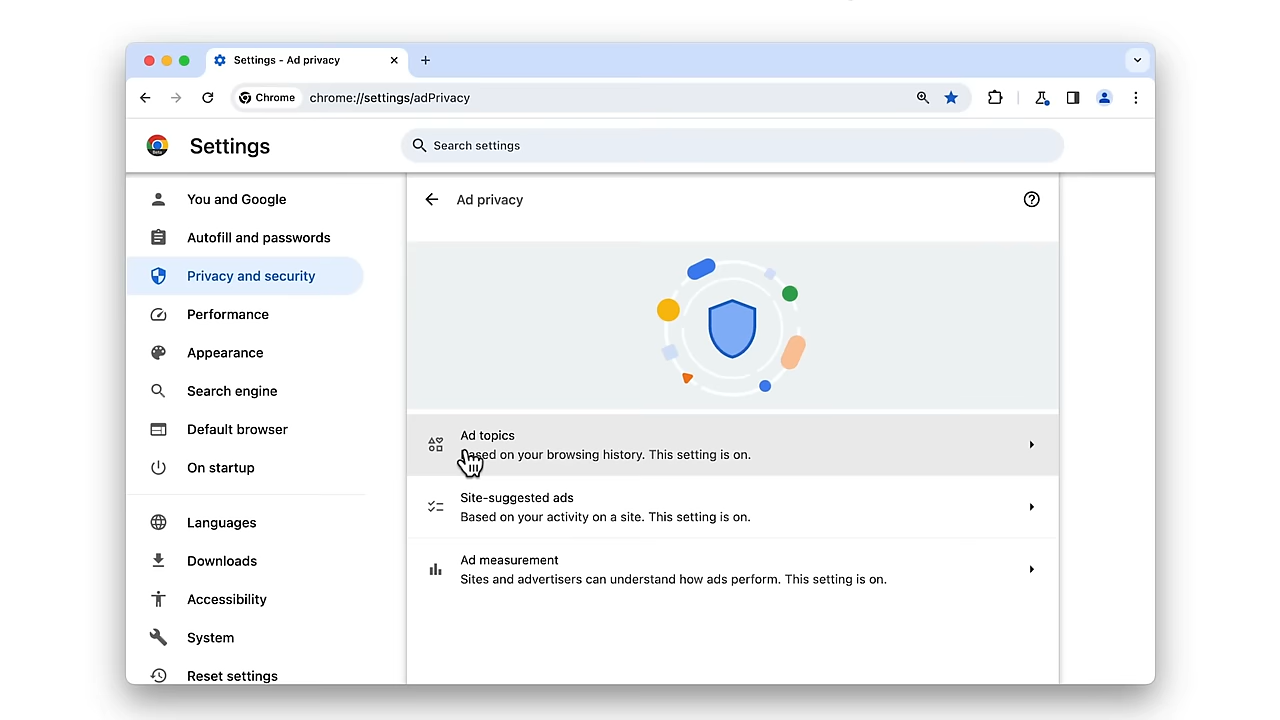 Settings - Ad privacy
Chrome
chrome://settings/adPrivacy
Settings
Search settings
You and Google
Autofill and passwords
Privacy and security
Performance
Appearance
Search engine
Default browser
On startup
Languages
Downloads
Accessibility
System
Reset settings
Ad privacy
Ad topics
on your browsing history. This setting is on.
Site-suggested ads
Based on your activity on a site. This setting is on.
Ad measurement
Sites and advertisers can understand how ads perform. This setting is on.